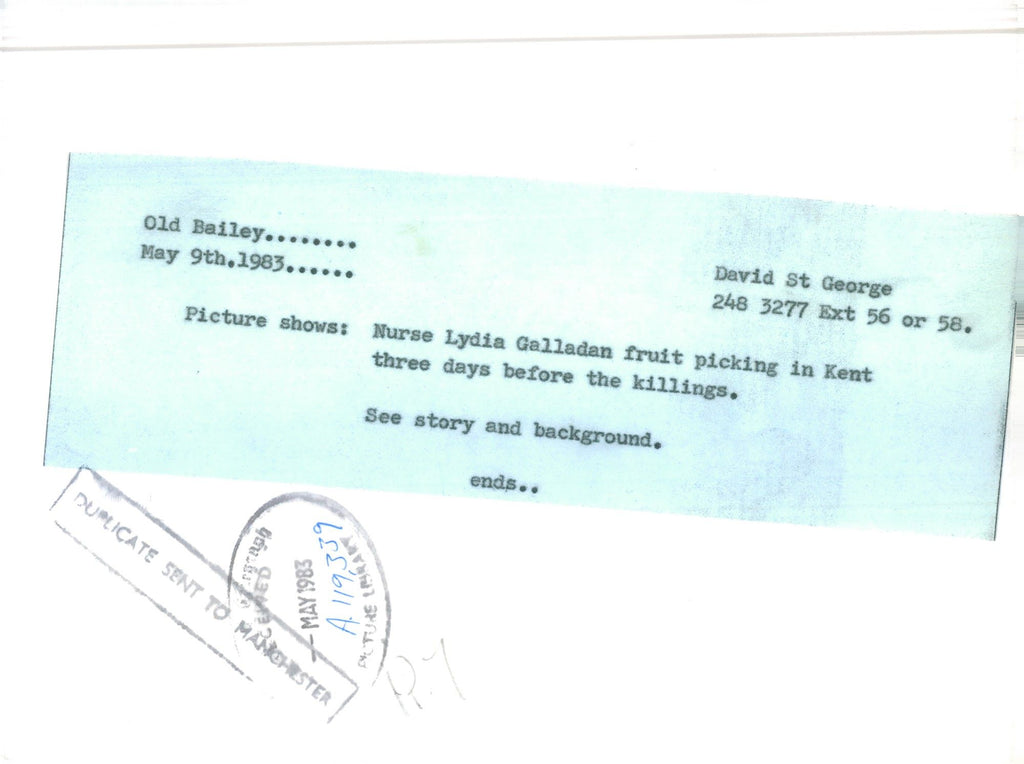 Old Bailey........
May 9th.1983......
David St George
248 3277 Ext 56 or 58.
Picture shows: Nurse Lydia Galladan fruit picking in Kent
three days before the killings.
See story and background.
ends..
DUPLICATE SENT TO MANCHESTER
- MAY 1983
A 119,339
PICTURE LIBRARY